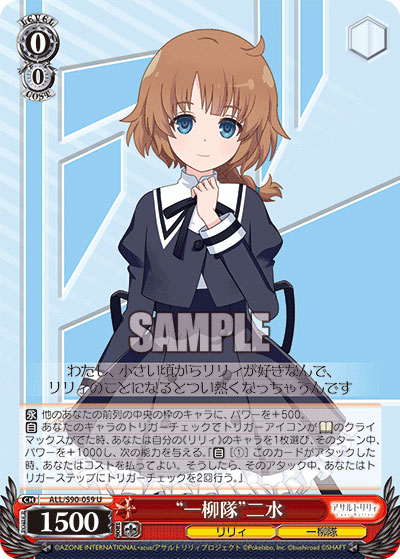 LEVEL
0
0
COST
SAMPLE
わたし、小さい頃からリリィが好きなんで、
リリィのことになるとつい熱くなっちゃうんです
永 他のあなたの前列の中央の枠のキャラに、パワーを+500。
自 あなたのキャラのトリガーチェックでトリガーアイコンが のクライ
マックスがでた時、あなたは自分の《リリィ》のキャラを1枚選び、そのターン中、
パワーを+1000し、次の能力を与える。『自 [①] このカードがアタックした
時、あなたはコストを払ってよい。そうしたら、そのアタック中、あなたはト
リガーステップにトリガーチェックを2回行う。』
CH
ALL/S90-059 U
1500
“一柳隊”二水
リリィ
一柳隊
アサルトリリィ
©AZONE INTERNATIONAL・acus/アサルトリリィプロジェクト ©Pokelabo, Inc. ©bushiroad ©SHAFT